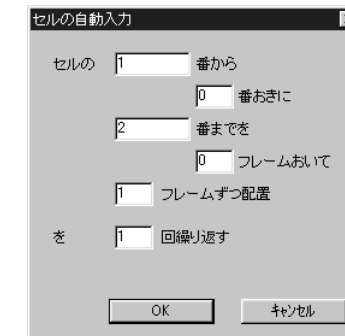 セルの自動入力
セルの 1 番から
0 番おきに
2 番までを
0 フレームおいて
1 フレームずつ配置
を 1 回繰り返す
OK キャンセル